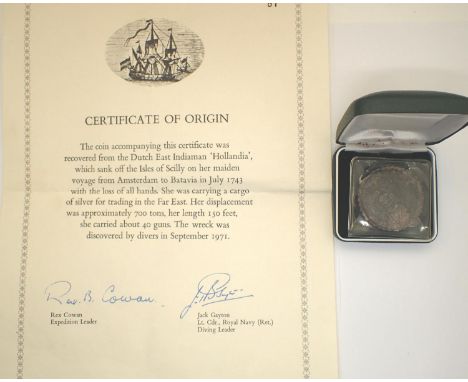 CERTIFICATE OF ORIGIN
The coin accompanying this certificate was
recovered from the Dutch East Indiaman 'Hollandia',
which sank off the Isles of Scilly on her maiden
voyage from Amsterdam to Batavia in July 1743
with the loss of all hands. She was carrying a cargo
of silver for trading in the Far East. Her displacement
was approximately 700 tons, her length 150 feet,
she carried about 40 guns. The wreck was
discovered by divers in September 1971.
Rex B. Cowan
Rex Cowan
Expedition Leader
Jack Gayton
Lt. Cdr., Royal Navy (Ret.)
Diving Leader